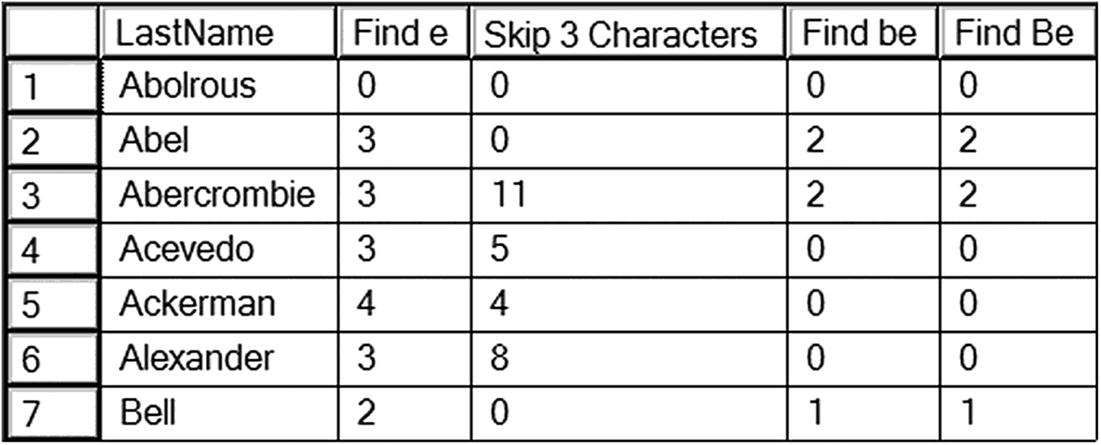 LastName Find e Skip 3 Characters Find be Find Be
1 Abolrous 0 0 0 0
2 Abel 3 0 2 2
3 Abercrombie 3 11 2 2
4 Acevedo 3 5 0 0
5 Ackerman 4 4 0 0
6 Alexander 3 8 0 0
7 Bell 2 0 1 1